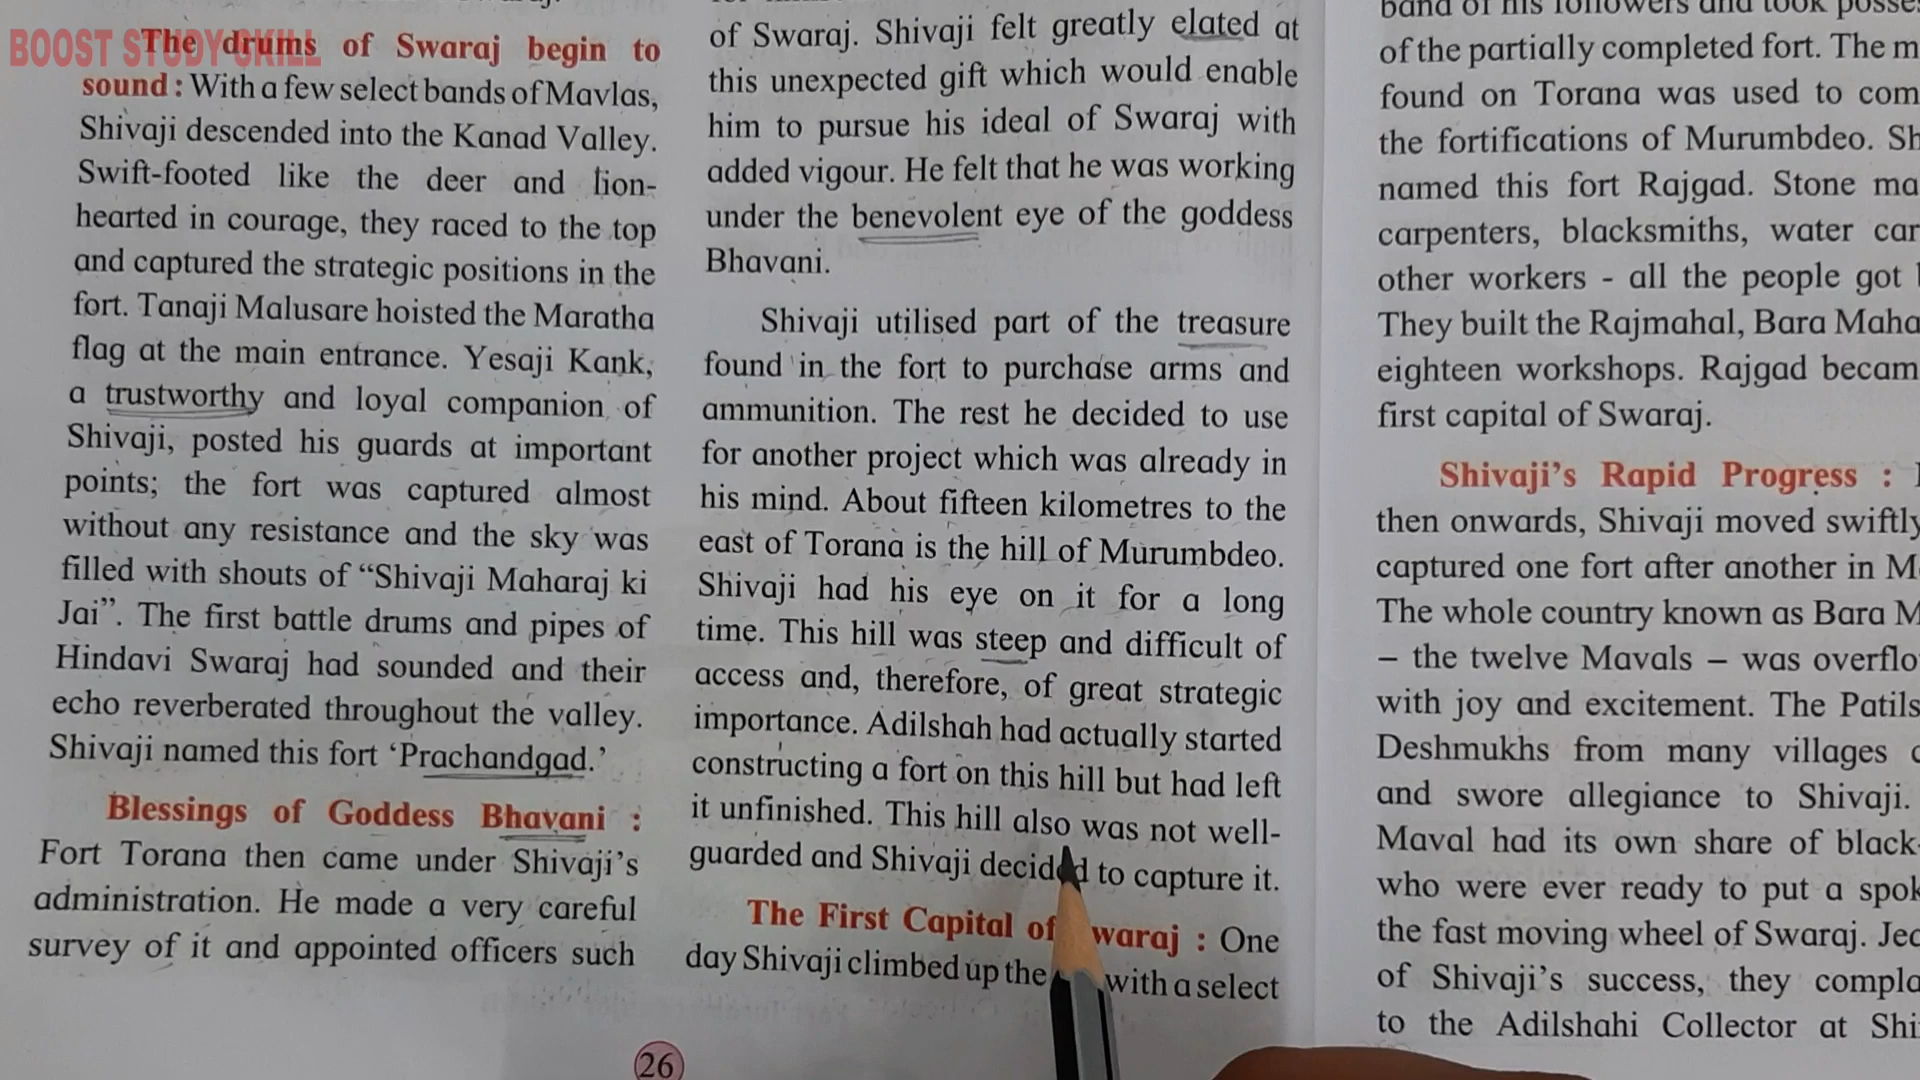 BOOST STUDY SKILL
The drums of Swaraj begin to
sound : With a few select bands of Mavlas,
Shivaji descended into the Kanad Valley.
Swift-footed like the deer and lion-
hearted in courage, they raced to the top
and captured the strategic positions in the
fort. Tanaji Malusare hoisted the Maratha
flag at the main entrance. Yesaji Kank,
a trustworthy and loyal companion of
Shivaji, posted his guards at important
points; the fort was captured almost
without any resistance and the sky was
filled with shouts of “Shivaji Maharaj ki
Jai”. The first battle drums and pipes of
Hindavi Swaraj had sounded and their
echo reverberated throughout the valley.
Shivaji named this fort ‘Prachandgad.’
Blessings of Goddess Bhavani :
Fort Torana then came under Shivaji’s
administration. He made a very careful
survey of it and appointed officers such
of Swaraj. Shivaji felt greatly elated at
this unexpected gift which would enable
him to pursue his ideal of Swaraj with
added vigour. He felt that he was working
under the benevolent eye of the goddess
Bhavani.
Shivaji utilised part of the treasure
found in the fort to purchase arms and
ammunition. The rest he decided to use
for another project which was already in
his mind. About fifteen kilometres to the
east of Torana is the hill of Murumbdeo.
Shivaji had his eye on it for a long
time. This hill was steep and difficult of
access and, therefore, of great strategic
importance. Adilshah had actually started
constructing a fort on this hill but had left
it unfinished. This hill also was not well-
guarded and Shivaji decided to capture it.
The First Capital of Swaraj : One
day Shivaji climbed up the with a select
26
band of his followers and took posse
of the partially completed fort. The m
found on Torana was used to com
the fortifications of Murumbdeo. Sh
named this fort Rajgad. Stone ma
carpenters, blacksmiths, water car
other workers - all the people got
They built the Rajmahal, Bara Maha
eighteen workshops. Rajgad becam
first capital of Swaraj.
Shivaji’s Rapid Progress :
then onwards, Shivaji moved swiftly
captured one fort after another in M
The whole country known as Bara M
– the twelve Mavals – was overflo
with joy and excitement. The Patils
Deshmukhs from many villages c
and swore allegiance to Shivaji.
Maval had its own share of black-
who were ever ready to put a spok
the fast moving wheel of Swaraj. Jec
of Shivaji’s success, they compla
to the Adilshahi Collector at Shi